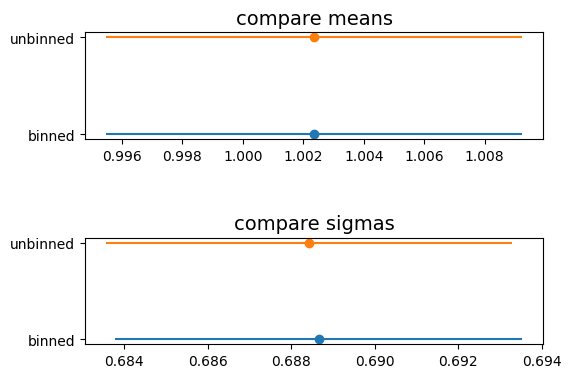 compare means
unbinned
binned
0.996 0.998 1.000 1.002 1.004 1.006 1.008
compare sigmas
unbinned
binned
0.684 0.686 0.688 0.690 0.692 0.694